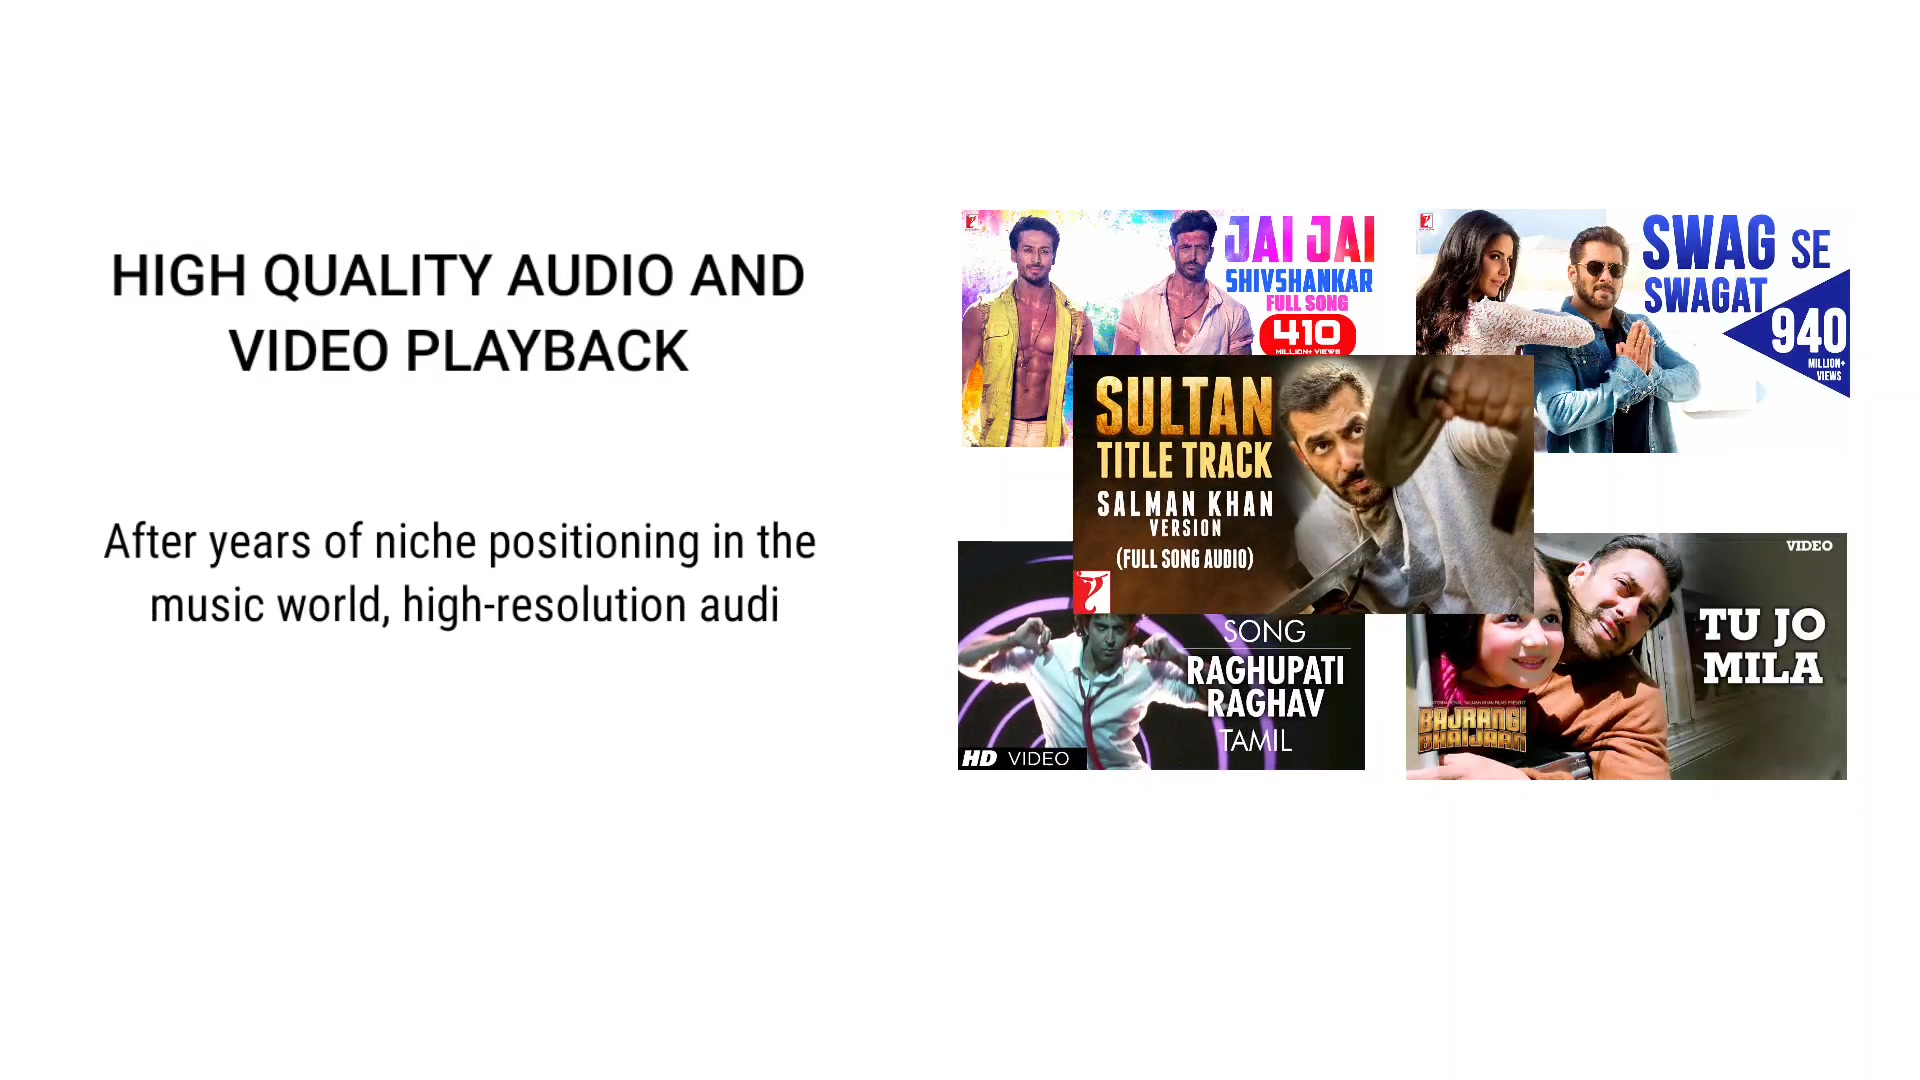 HIGH QUALITY AUDIO AND
VIDEO PLAYBACK
After years of niche positioning in the
music world, high-resolution audi
JAI JAI
SHIVSHANKAR
FULL SONG
410
MILLION+ VIEWS
SWAG SE
SWAGAT
940
MILLION+
VIEWS
SULTAN
TITLE TRACK
SALMAN KHAN
VERSION
(FULL SONG AUDIO)
SONG
RAGHUPATI
RAGHAV
TAMIL
HD VIDEO
VIDEO
TU JO
MILA
BAJRANGI
BHAIJAAN